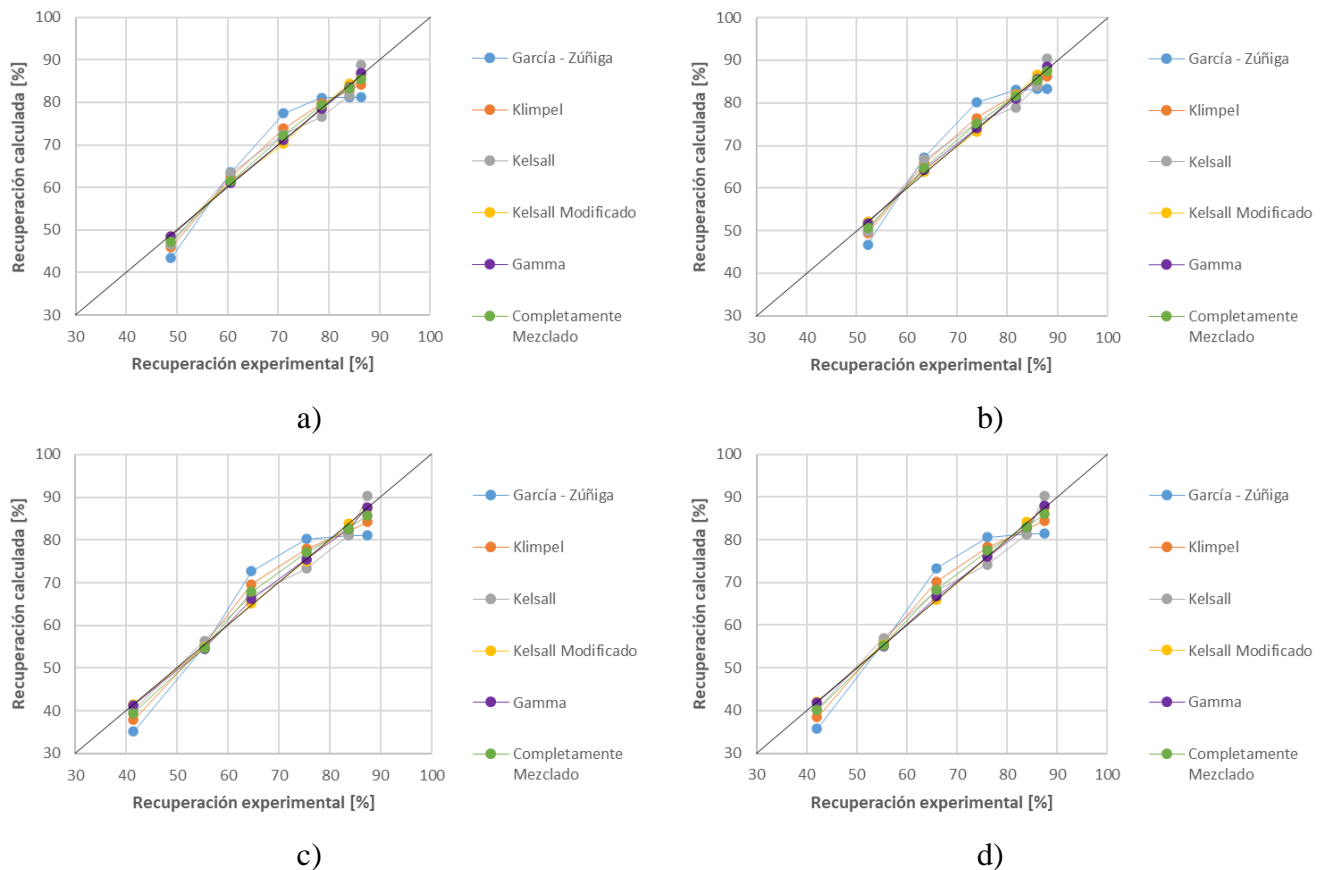 100
90
80
70
60
50
40
30
Recuperación calculada [%]
30 40 50 60 70 80 90 100
Recuperación experimental [%]
García - Zúñiga
Klimpel
Kelsall
Kelsall Modificado
Gamma
Completamente
Mezclado
a)
100
90
80
70
60
50
40
30
Recuperación calculada [%]
30 40 50 60 70 80 90 100
Recuperación experimental [%]
García - Zúñiga
Klimpel
Kelsall
Kelsall Modificado
Gamma
Completamente
Mezclado
b)
100
90
80
70
60
50
40
30
Recuperación calculada [%]
30 40 50 60 70 80 90 100
Recuperación experimental [%]
García - Zúñiga
Klimpel
Kelsall
Kelsall Modificado
Gamma
Completamente
Mezclado
c)
100
90
80
70
60
50
40
30
Recuperación calculada [%]
30 40 50 60 70 80 90 100
Recuperación experimental [%]
García - Zúñiga
Klimpel
Kelsall
Kelsall Modificado
Gamma
Completamente
Mezclado
d)